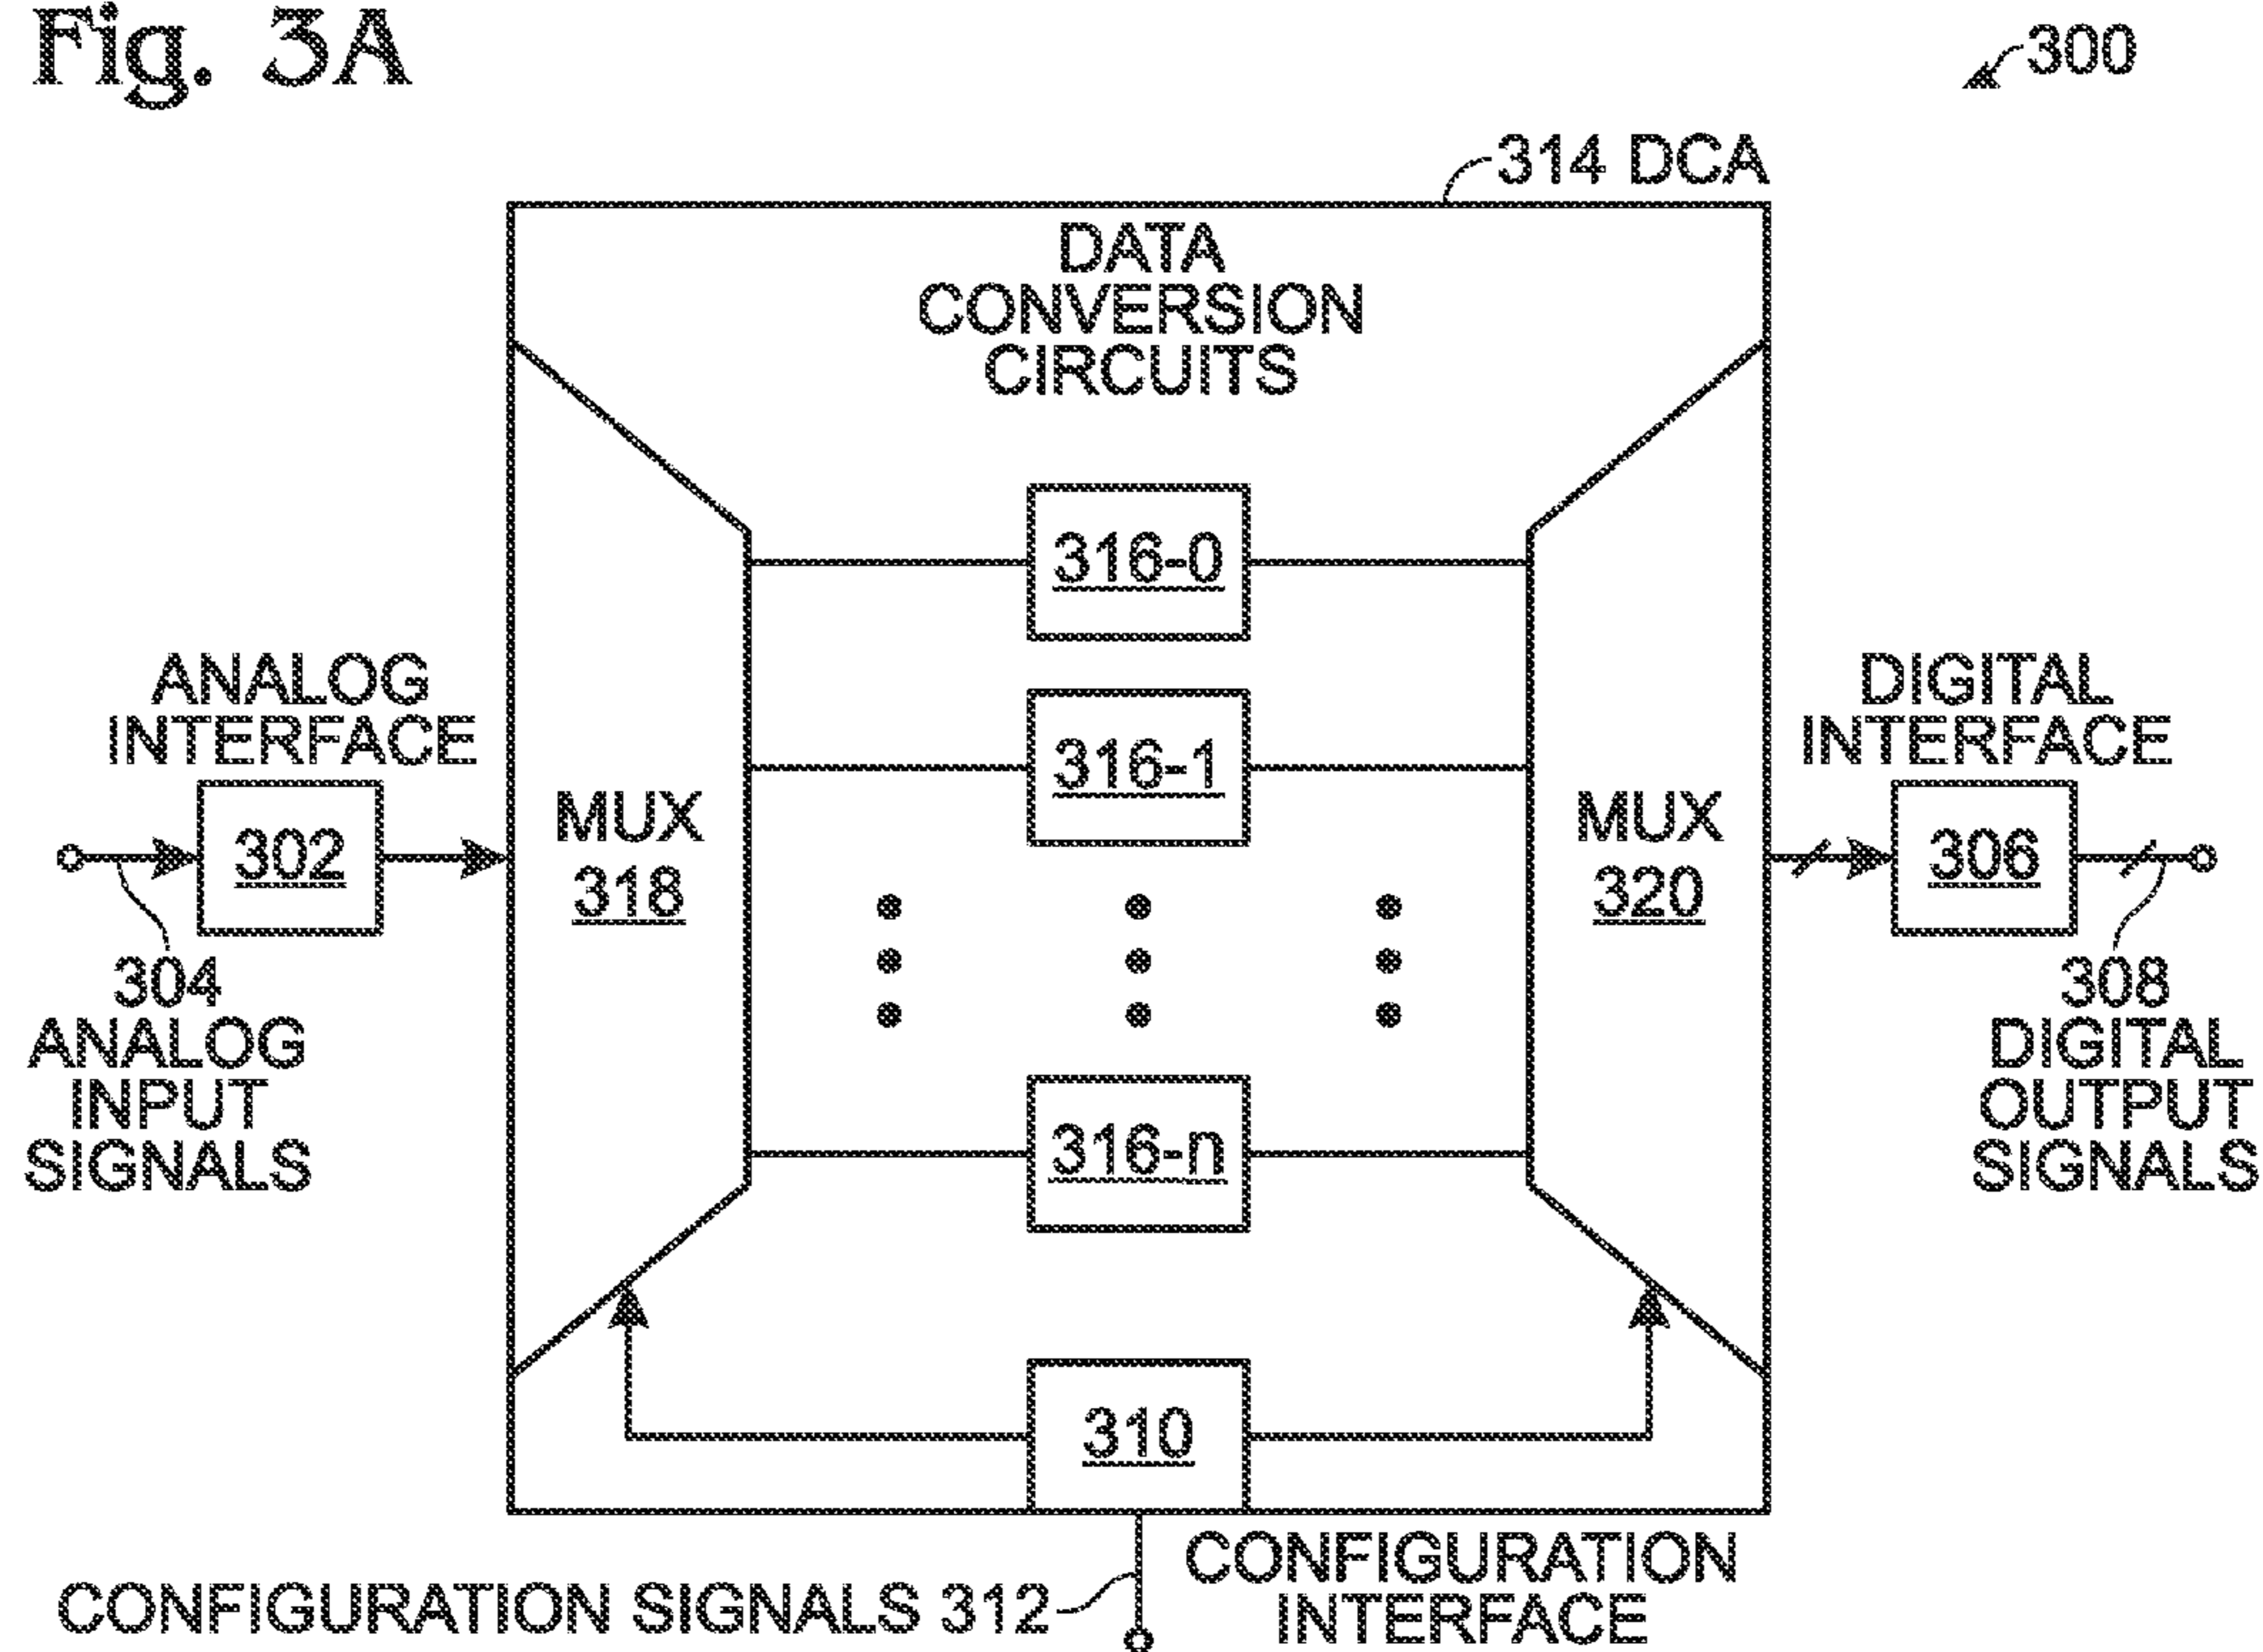 Fig. 3A
300
314 DCA
DATA
CONVERSION
CIRCUITS
316-0
ANALOG
INTERFACE
302
304
ANALOG
INPUT
SIGNALS
MUX
318
316-1
316-n
MUX
320
DIGITAL
INTERFACE
306
308
DIGITAL
OUTPUT
SIGNALS
310
CONFIGURATION SIGNALS 312
CONFIGURATION
INTERFACE